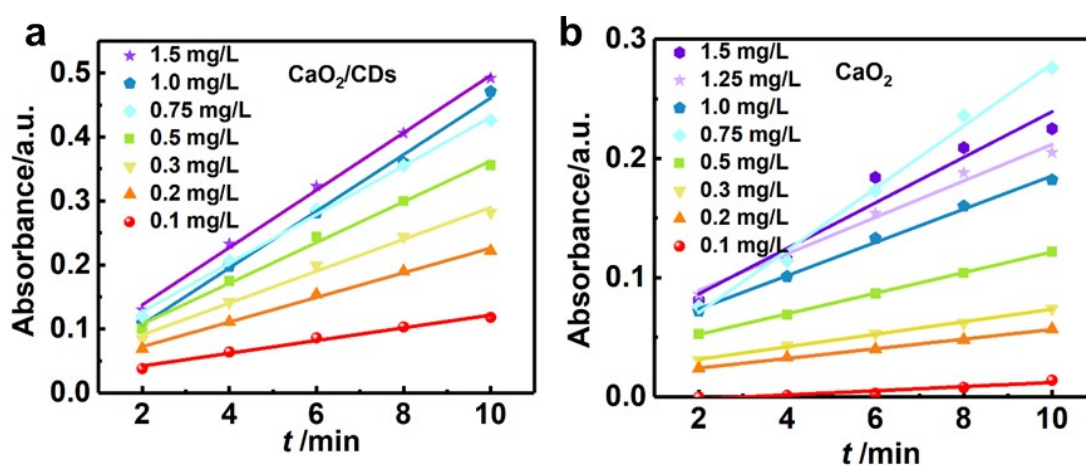 a
1.5 mg/L
1.0 mg/L
0.75 mg/L
0.5 mg/L
0.3 mg/L
0.2 mg/L
0.1 mg/L
CaO₂/CDs
Absorbance/a.u.
0.5
0.4
0.3
0.2
0.1
0.0
2 4 6 8 10
t /min
b
1.5 mg/L
1.25 mg/L
1.0 mg/L
0.75 mg/L
0.5 mg/L
0.3 mg/L
0.2 mg/L
0.1 mg/L
CaO₂
Absorbance/a.u.
0.3
0.2
0.1
0.0
2 4 6 8 10
t /min